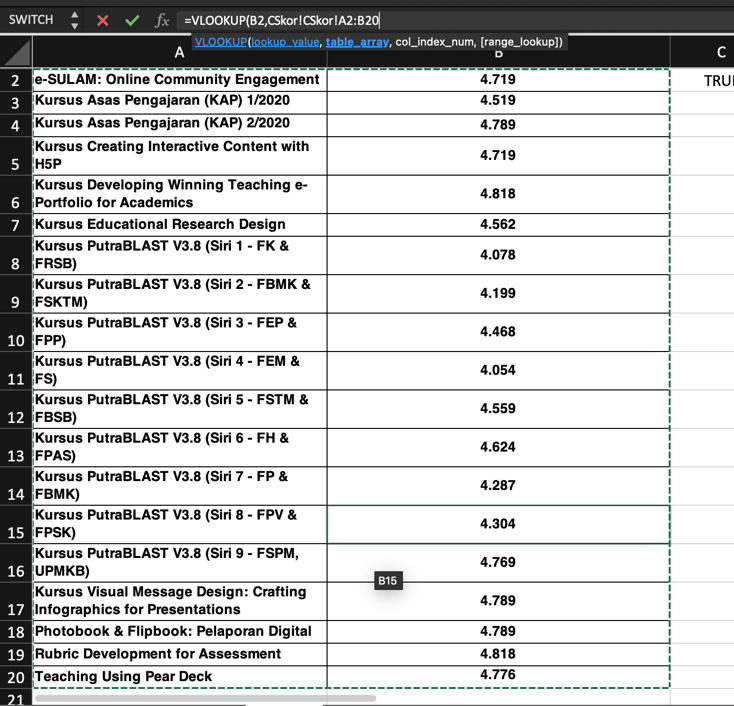 SWITCH
fx
=VLOOKUP(B2,CSkor!CSkor!A2:B20
VLOOKUP(lookup_value, table_array, col_index_num, [range_lookup])
A B C
2 e-SULAM: Online Community Engagement 4.719 TRU
3 Kursus Asas Pengajaran (KAP) 1/2020 4.519
4 Kursus Asas Pengajaran (KAP) 2/2020 4.789
Kursus Creating Interactive Content with
5 H5P 4.719
Kursus Developing Winning Teaching e-
6 Portfolio for Academics 4.818
7 Kursus Educational Research Design 4.562
Kursus PutraBLAST V3.8 (Siri 1 - FK &
8 FRSB) 4.078
Kursus PutraBLAST V3.8 (Siri 2 - FBMK &
9 FSKTM) 4.199
Kursus PutraBLAST V3.8 (Siri 3 - FEP &
10 FPP) 4.468
Kursus PutraBLAST V3.8 (Siri 4 - FEM &
11 FS) 4.054
Kursus PutraBLAST V3.8 (Siri 5 - FSTM &
12 FBSB) 4.559
Kursus PutraBLAST V3.8 (Siri 6 - FH &
13 FPAS) 4.624
Kursus PutraBLAST V3.8 (Siri 7 - FP &
14 FBMK) 4.287
Kursus PutraBLAST V3.8 (Siri 8 - FPV &
15 FPSK) 4.304
Kursus PutraBLAST V3.8 (Siri 9 - FSPM,
16 UPMKB) 4.769
B15
Kursus Visual Message Design: Crafting
17 Infographics for Presentations 4.789
18 Photobook & Flipbook: Pelaporan Digital 4.789
19 Rubric Development for Assessment 4.818
20 Teaching Using Pear Deck 4.776
21